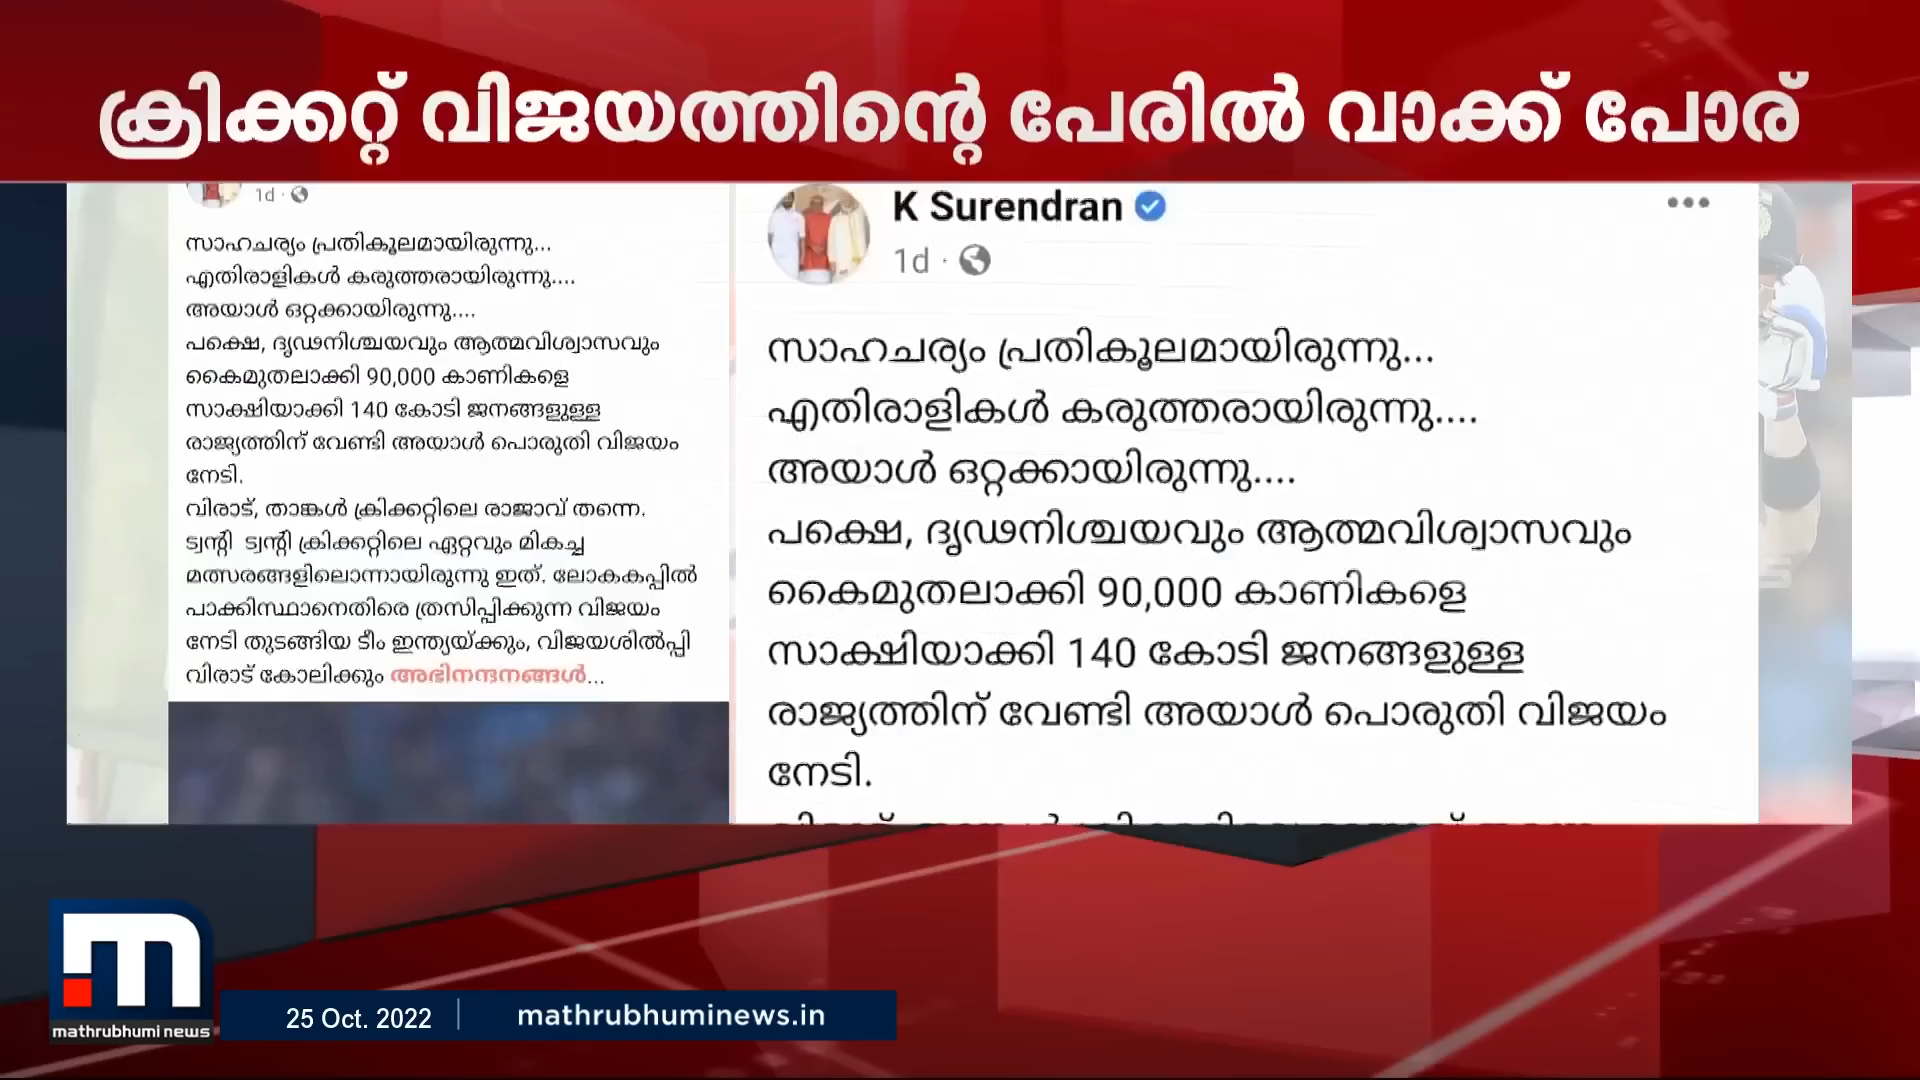 ക്രിക്കറ്റ് വിജയത്തിന്റെ പേരിൽ വാക്ക് പോര്
1d
സാഹചര്യം പ്രതികൂലമായിരുന്നു...
എതിരാളികൾ കരുത്തരായിരുന്നു....
അയാൾ ഒറ്റക്കായിരുന്നു....
പക്ഷെ, ദൃഢനിശ്ചയവും ആത്മവിശ്വാസവും
കൈമുതലാക്കി 90,000 കാണികളെ
സാക്ഷിയാക്കി 140 കോടി ജനങ്ങളുള്ള
രാജ്യത്തിന് വേണ്ടി അയാൾ പൊരുതി വിജയം
നേടി.
വിരാട്, താങ്കൾ ക്രിക്കറ്റിലെ രാജാവ് തന്നെ.
ട്വന്റി ട്വന്റി ക്രിക്കറ്റിലെ ഏറ്റവും മികച്ച
മത്സരങ്ങളിലൊന്നായിരുന്നു ഇത്. ലോകകപ്പിൽ
പാക്കിസ്ഥാനെതിരെ ത്രസിപ്പിക്കുന്ന വിജയം
നേടി തുടങ്ങിയ ടീം ഇന്ത്യയ്ക്കും, വിജയശിൽപ്പി
വിരാട് കോലിക്കും അഭിനന്ദനങ്ങൾ...
K Surendran
1d
സാഹചര്യം പ്രതികൂലമായിരുന്നു...
എതിരാളികൾ കരുത്തരായിരുന്നു....
അയാൾ ഒറ്റക്കായിരുന്നു....
പക്ഷെ, ദൃഢനിശ്ചയവും ആത്മവിശ്വാസവും
കൈമുതലാക്കി 90,000 കാണികളെ
സാക്ഷിയാക്കി 140 കോടി ജനങ്ങളുള്ള
രാജ്യത്തിന് വേണ്ടി അയാൾ പൊരുതി വിജയം
നേടി.
mathrubhumi news
25 Oct. 2022
mathrubhuminews.in